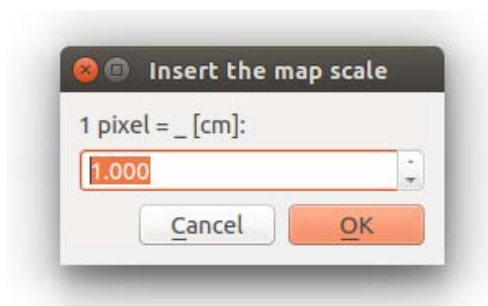 Insert the map scale
1 pixel = _ [cm]:
1.000
Cancel
OK